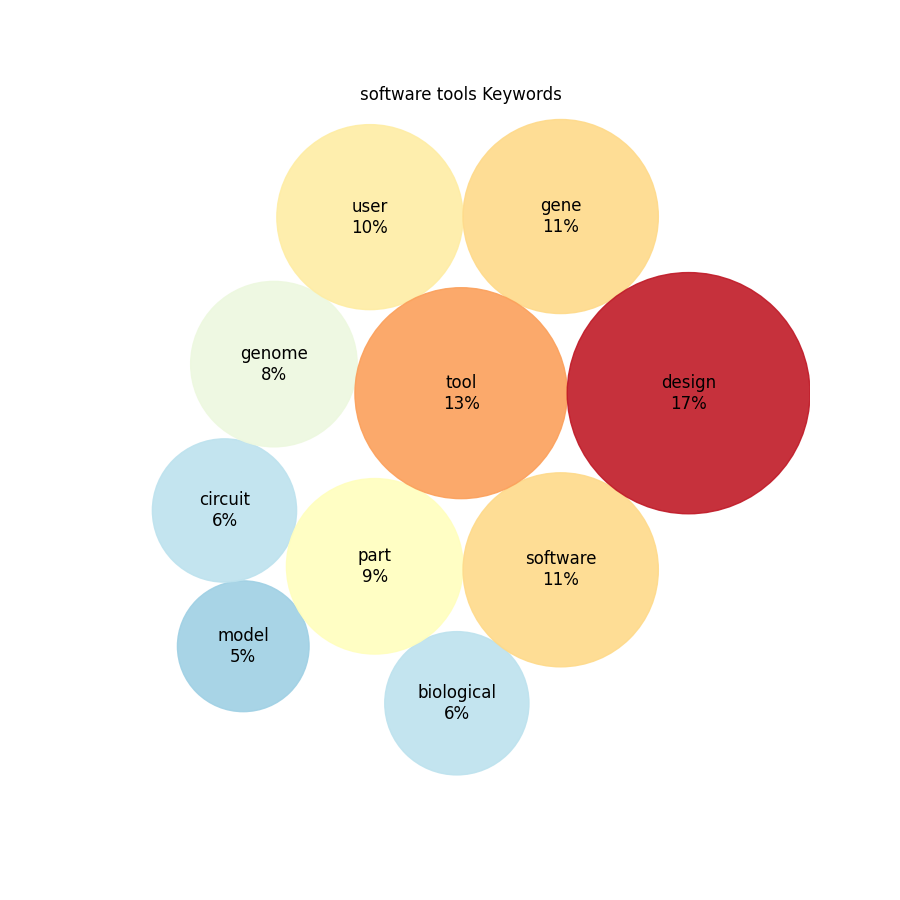 software tools Keywords
user
10%
gene
11%
genome
8%
tool
13%
design
17%
circuit
6%
part
9%
software
11%
model
5%
biological
6%